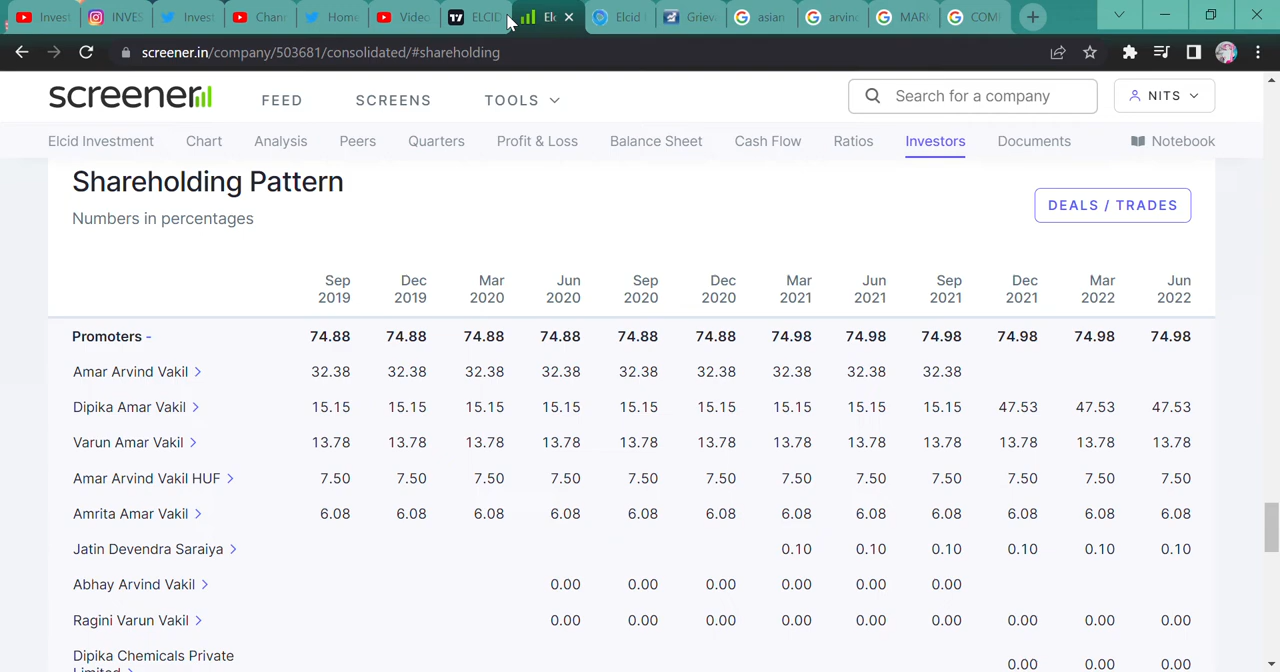 Invest INVES Invest Chann Home Video ELCID Elc Elcid Grieva asian arvino MARK COMI
screener.in/company/503681/consolidated/#shareholding
screener FEED SCREENS TOOLS Search for a company NITS
Elcid Investment Chart Analysis Peers Quarters Profit & Loss Balance Sheet Cash Flow Ratios Investors Documents Notebook
Shareholding Pattern
Numbers in percentages
DEALS / TRADES
Sep 2019 Dec 2019 Mar 2020 Jun 2020 Sep 2020 Dec 2020 Mar 2021 Jun 2021 Sep 2021 Dec 2021 Mar 2022 Jun 2022
Promoters - 74.88 74.88 74.88 74.88 74.88 74.88 74.98 74.98 74.98 74.98 74.98 74.98
Amar Arvind Vakil 32.38 32.38 32.38 32.38 32.38 32.38 32.38 32.38 32.38
Dipika Amar Vakil 15.15 15.15 15.15 15.15 15.15 15.15 15.15 15.15 15.15 47.53 47.53 47.53
Varun Amar Vakil 13.78 13.78 13.78 13.78 13.78 13.78 13.78 13.78 13.78 13.78 13.78 13.78
Amar Arvind Vakil HUF 7.50 7.50 7.50 7.50 7.50 7.50 7.50 7.50 7.50 7.50 7.50 7.50
Amrita Amar Vakil 6.08 6.08 6.08 6.08 6.08 6.08 6.08 6.08 6.08 6.08 6.08 6.08
Jatin Devendra Saraiya 0.10 0.10 0.10 0.10 0.10 0.10
Abhay Arvind Vakil 0.00 0.00 0.00 0.00 0.00 0.00
Ragini Varun Vakil 0.00 0.00 0.00 0.00 0.00 0.00 0.00 0.00 0.00
Dipika Chemicals Private
Limited 0.00 0.00 0.00